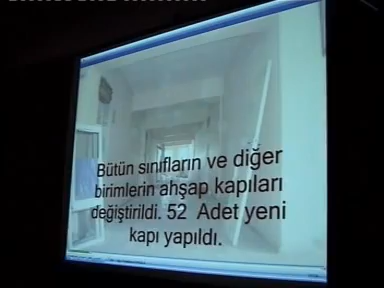 Bütün sınıfların ve diğer
birimlerin ahşap kapıları
değiştirildi. 52 Adet yeni
kapı yapıldı.